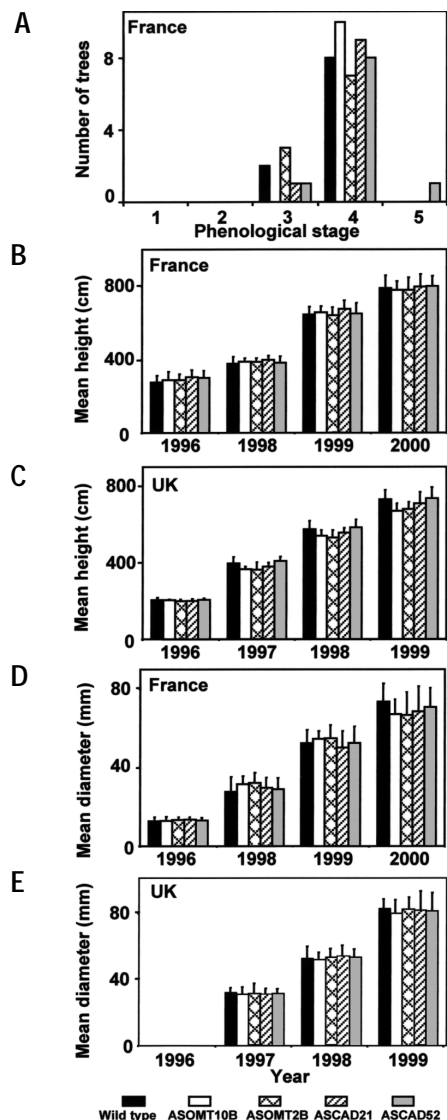 A
France
Number of trees
8
4
0
1 2 3 4 5
Phenological stage
B
France
Mean height (cm)
800
400
0
1996 1998 1999 2000
C
UK
Mean height (cm)
800
400
0
1996 1997 1998 1999
D
France
Mean diameter (mm)
80
40
0
1996 1998 1999 2000
E
UK
Mean diameter (mm)
80
40
0
1996 1997 1998 1999
Year
Wild type ASOMT10B ASOMT2B ASCAD21 ASCAD52